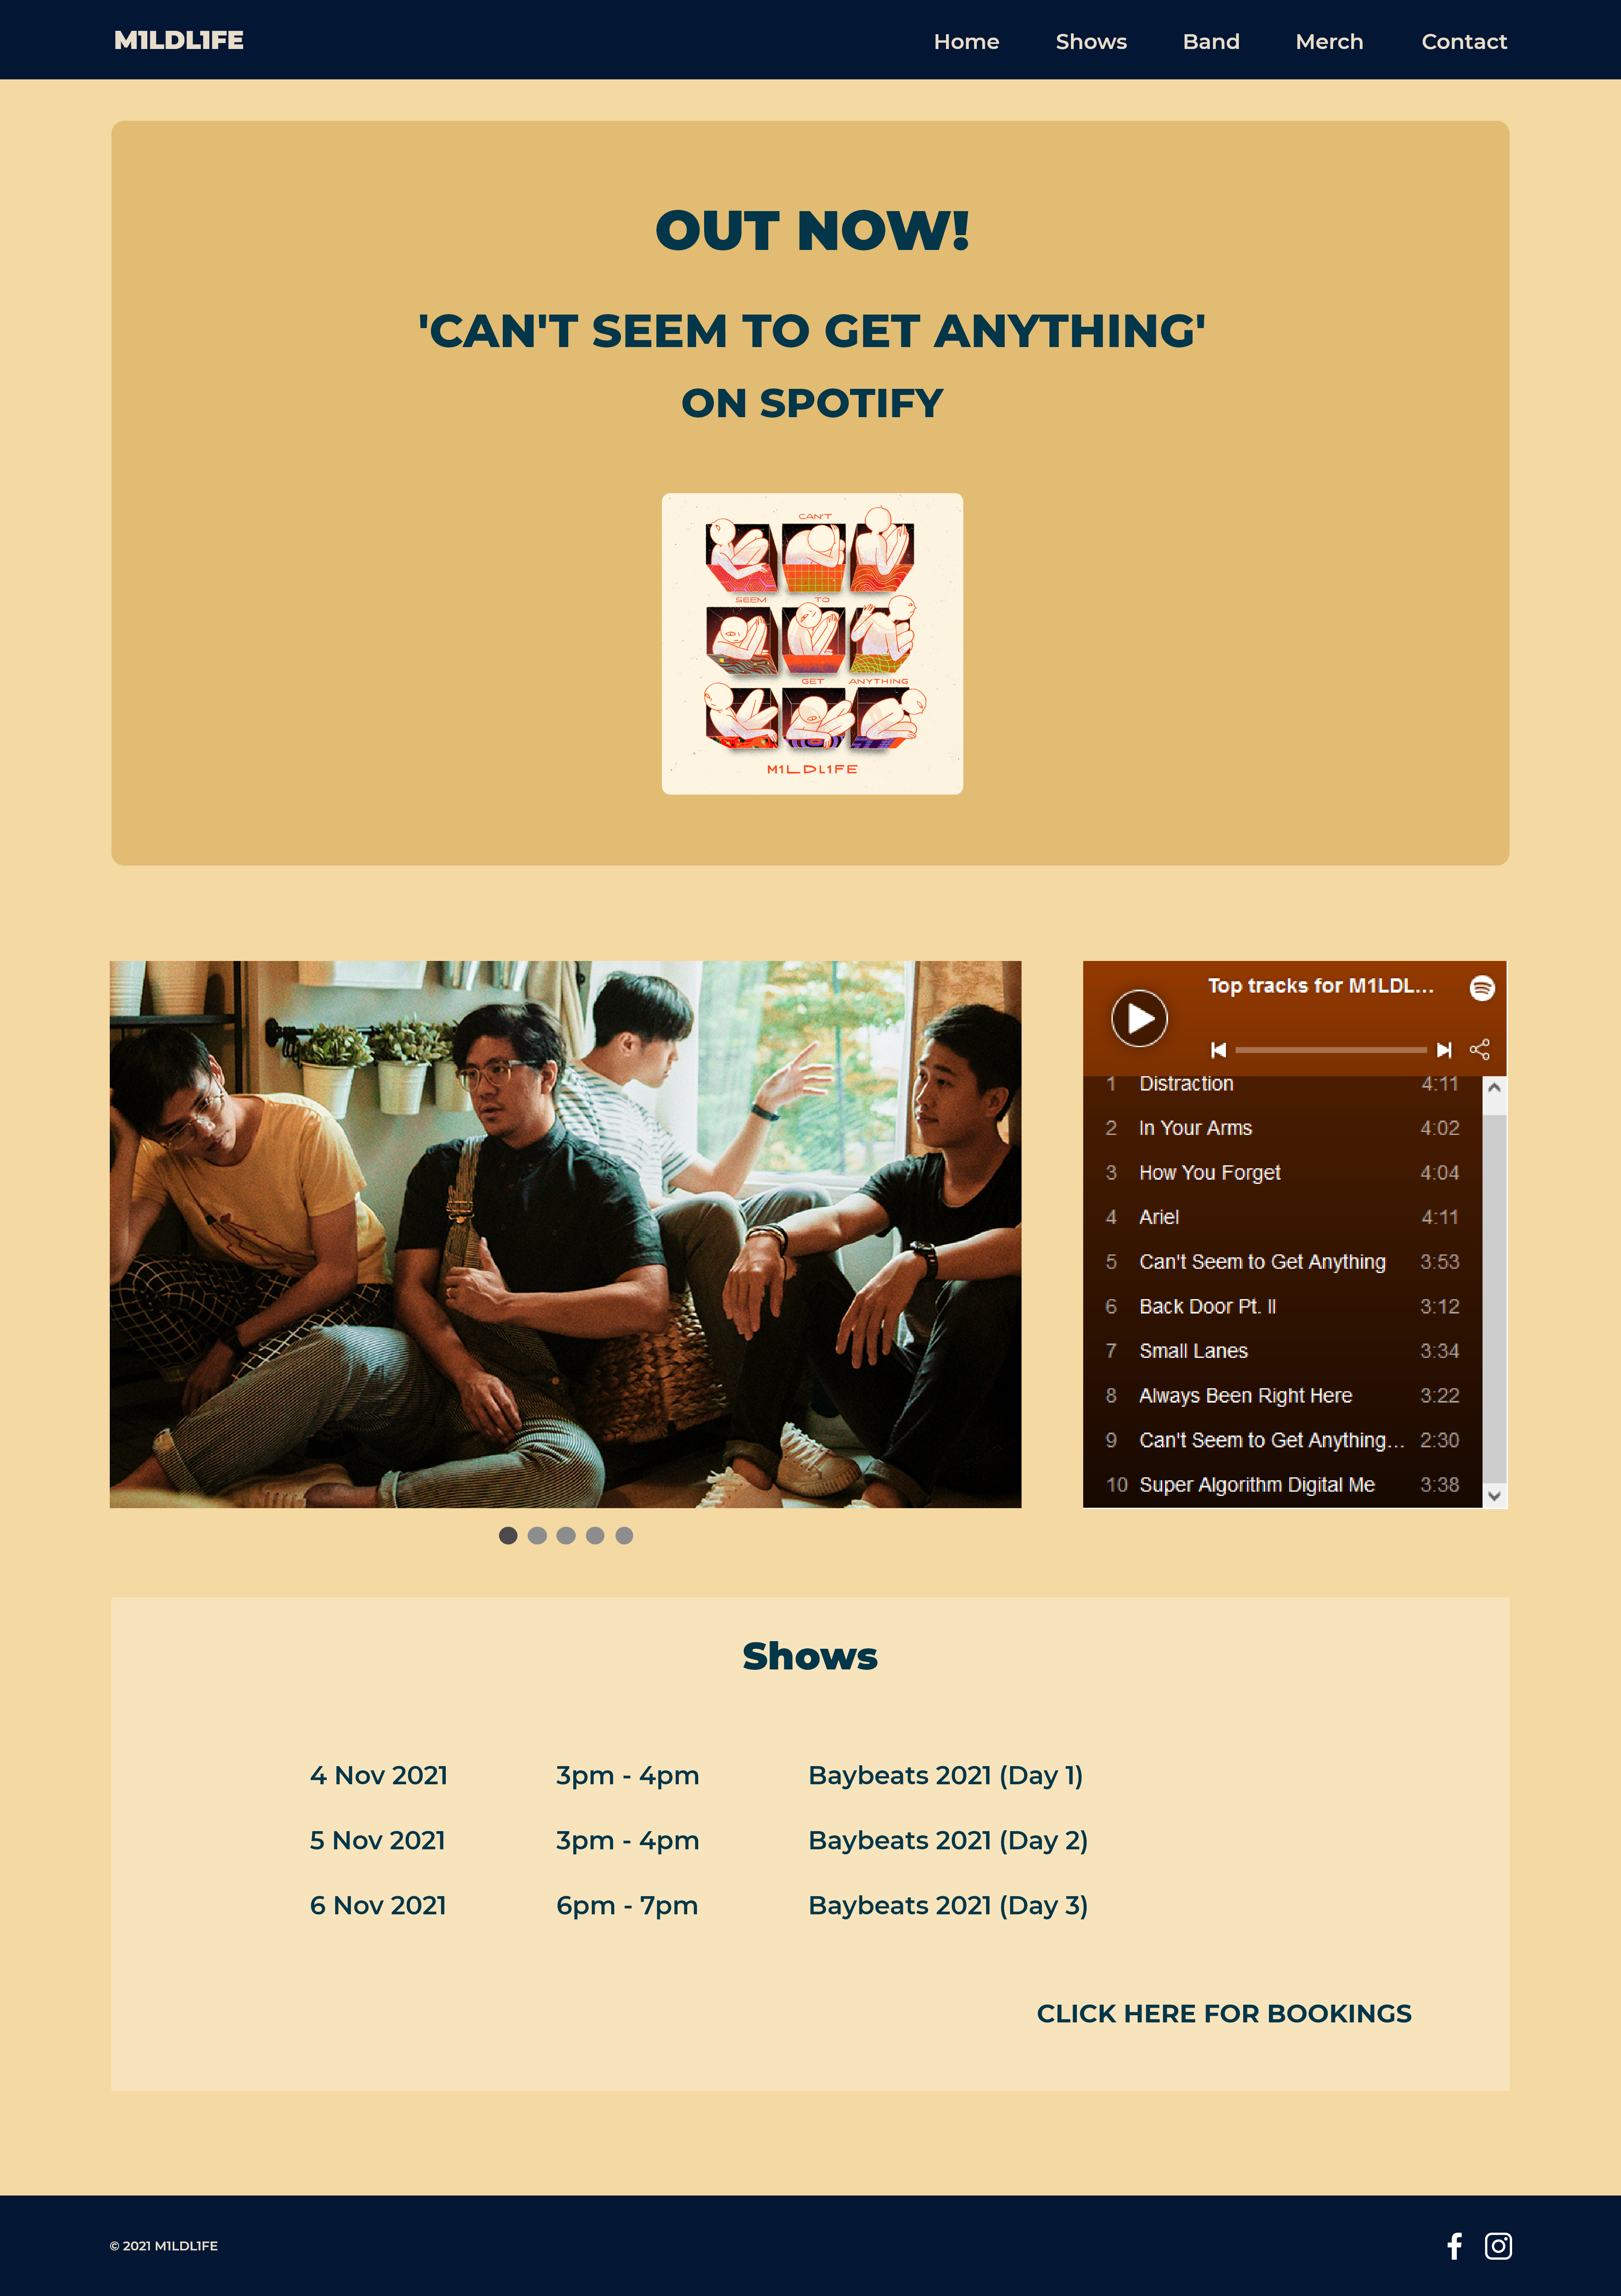 M1LDL1FE
Home Shows Band Merch Contact
OUT NOW!
'CAN'T SEEM TO GET ANYTHING'
ON SPOTIFY
CAN'T
SEEM TO
GET ANYTHING
M1LDL1FE
Top tracks for M1LDL...
1 Distraction 4:11
2 In Your Arms 4:02
3 How You Forget 4:04
4 Ariel 4:11
5 Can't Seem to Get Anything 3:53
6 Back Door Pt. II 3:12
7 Small Lanes 3:34
8 Always Been Right Here 3:22
9 Can't Seem to Get Anything... 2:30
10 Super Algorithm Digital Me 3:38
Shows
4 Nov 2021 3pm - 4pm Baybeats 2021 (Day 1)
5 Nov 2021 3pm - 4pm Baybeats 2021 (Day 2)
6 Nov 2021 6pm - 7pm Baybeats 2021 (Day 3)
CLICK HERE FOR BOOKINGS
© 2021 M1LDL1FE